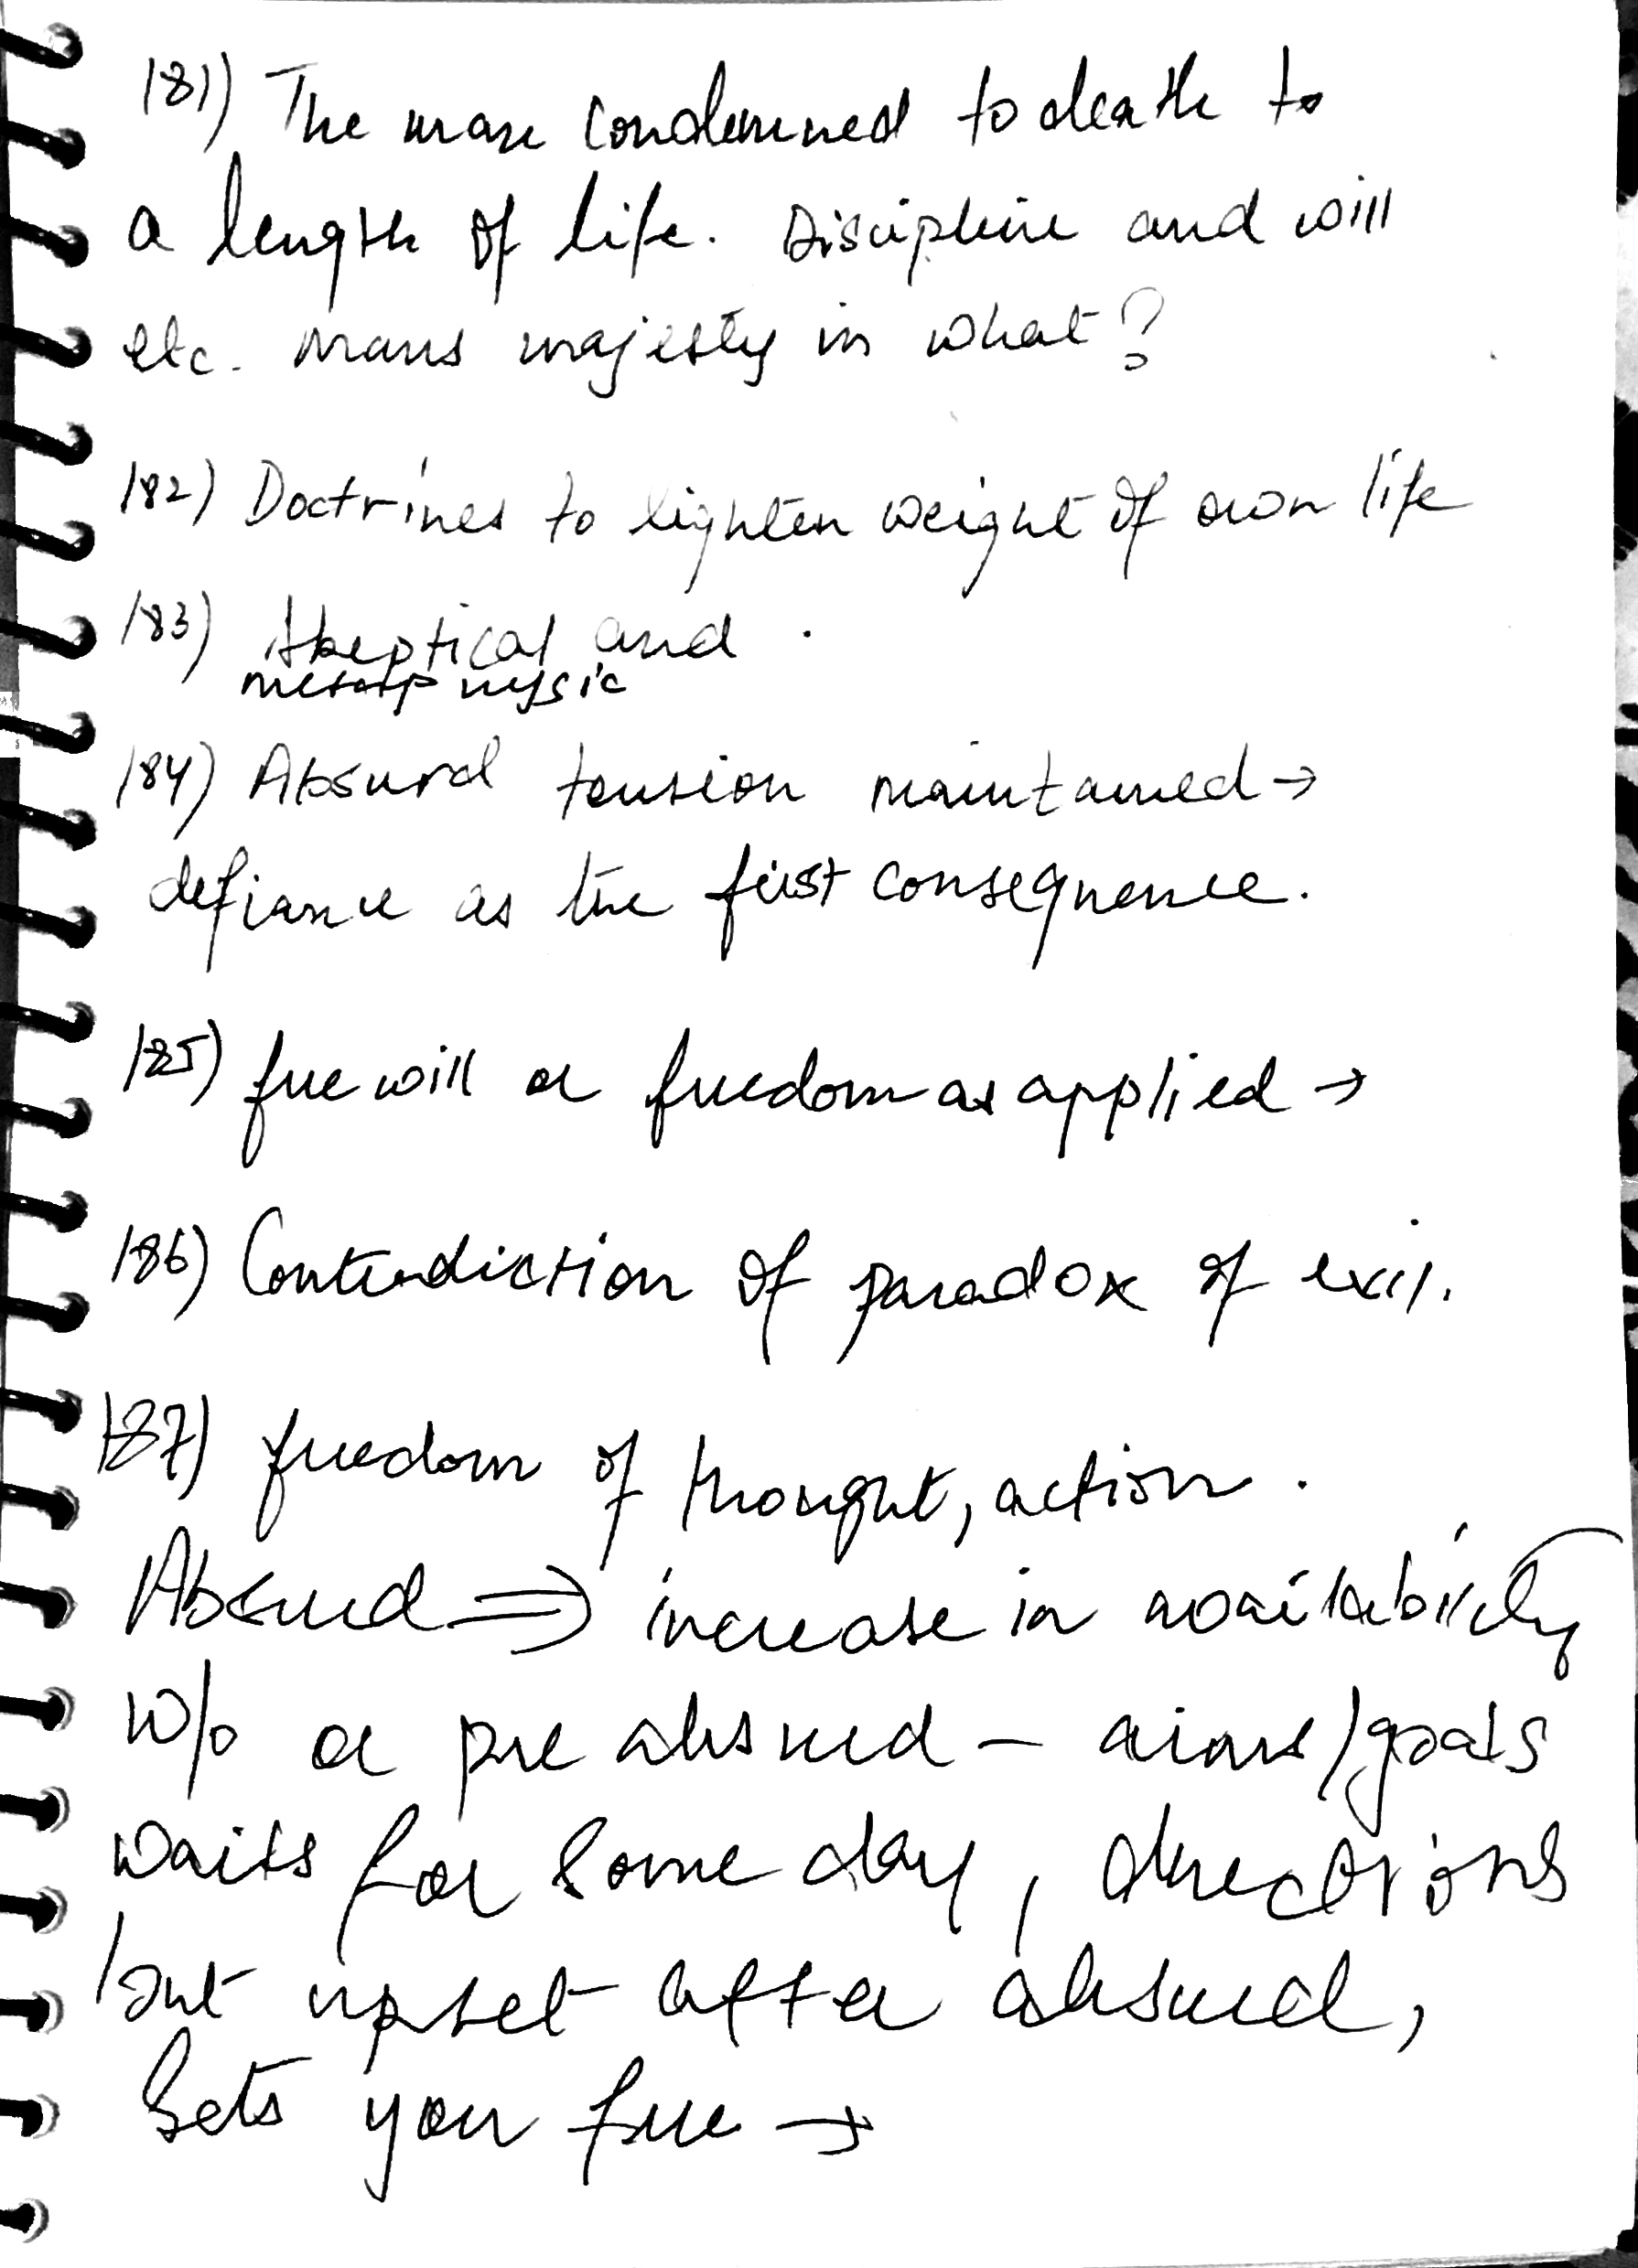 181) The man condemned to death to
a length of life. Discipline and will
etc. mans majesty in what?
182) Doctrines to lighten weight of own life
183) Skeptical and .
metaphysic
184) Absurd tension maintained →
defiance as the first consequence.
185) free will or freedom as applied →
186) Contradiction of paradox of exis.
187) freedom of thought, action.
Absurd ⇒ increase in availability
w/o or pre absurd - aims/goals
waits for some day, directions
but upset after absurd,
Sets you free →